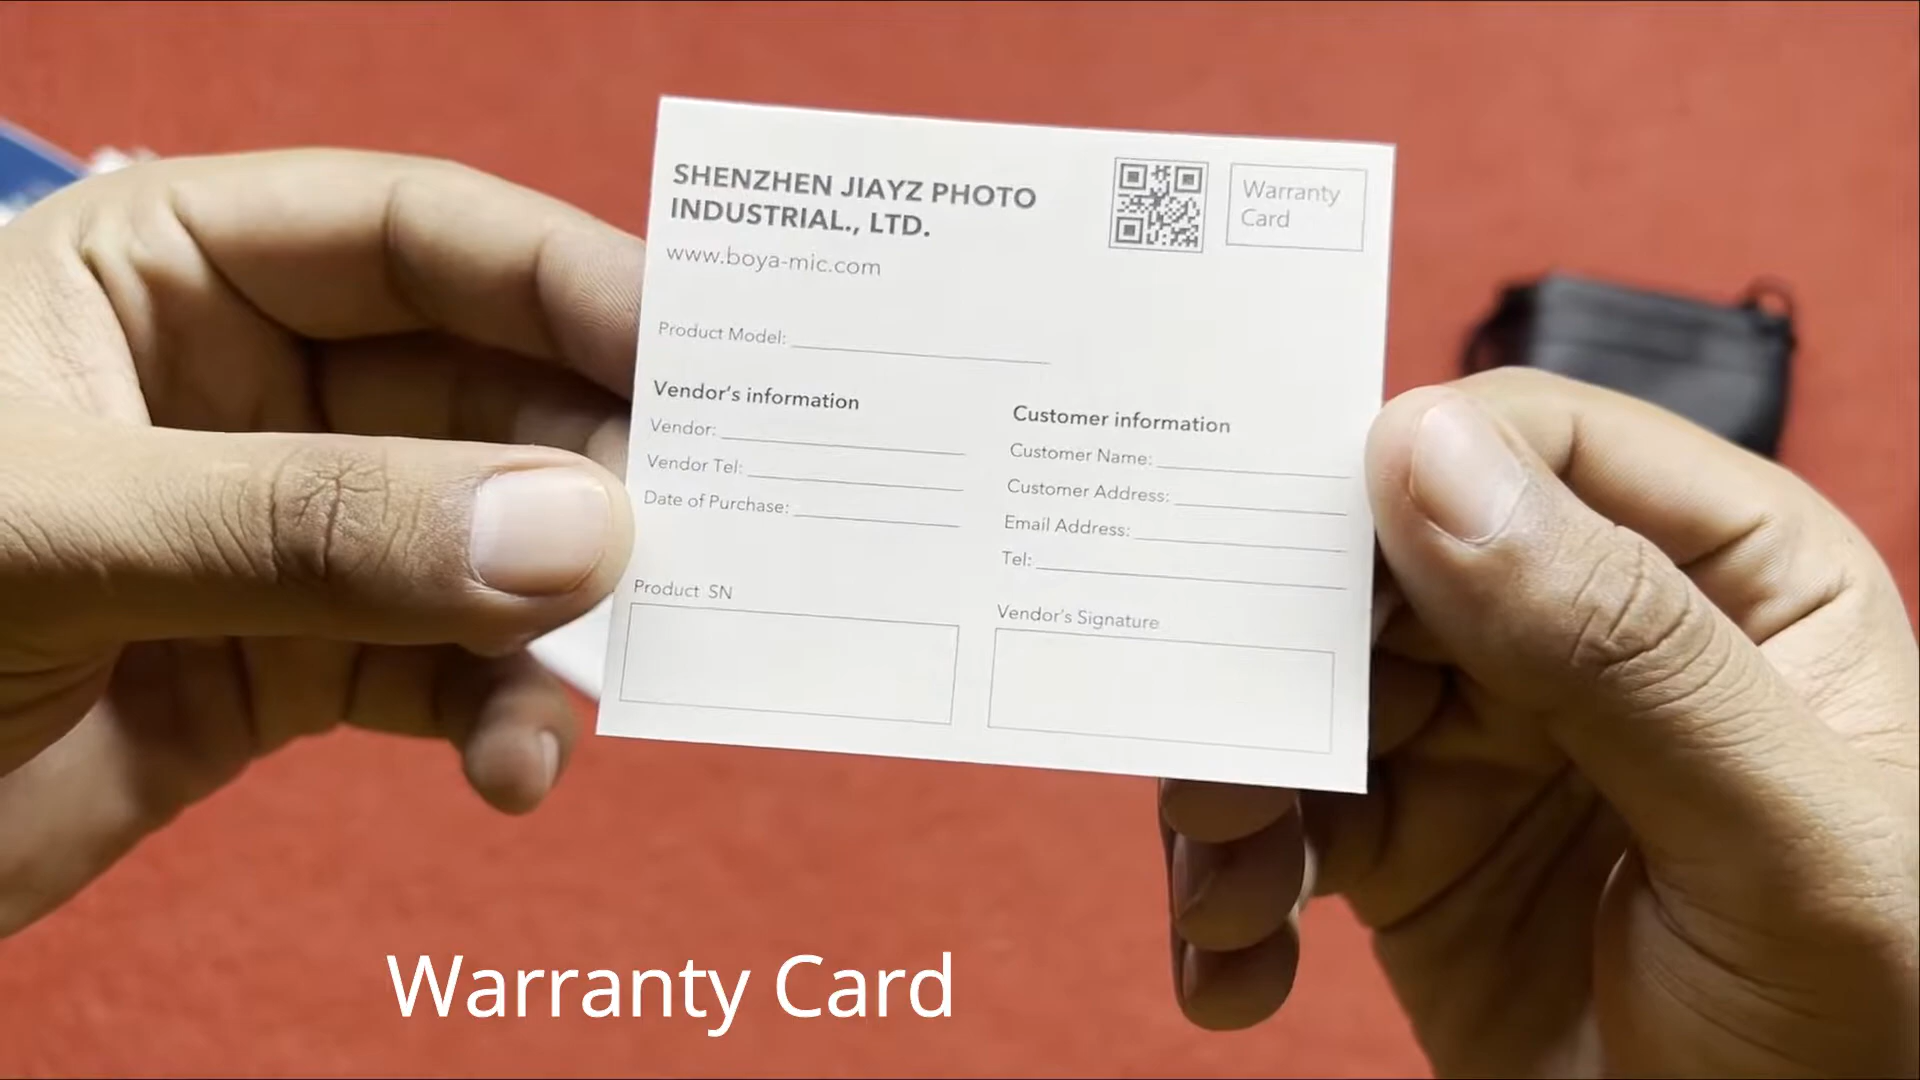 SHENZHEN JIAYZ PHOTO
INDUSTRIAL., LTD.
www.boya-mic.com
Warranty
Card
Product Model:
Vendor's information
Vendor:
Vendor Tel:
Date of Purchase:
Customer information
Customer Name:
Customer Address:
Email Address:
Tel:
Product SN
Vendor's Signature
Warranty Card